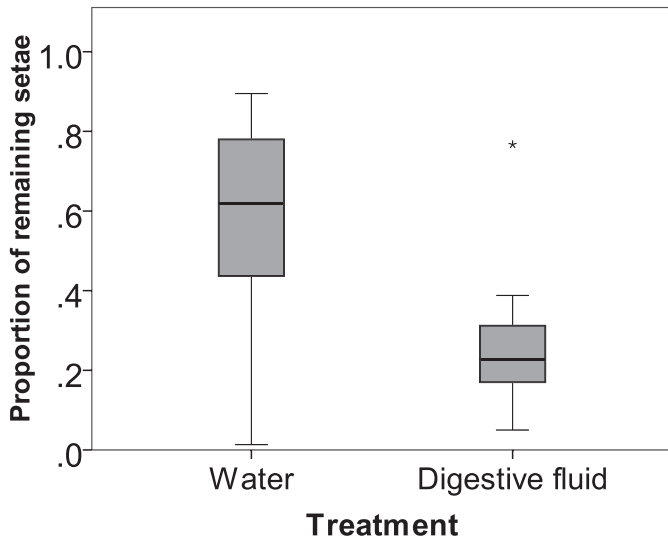 Proportion of remaining setae
1.0
.8
.6
.4
.2
.0
*
Water
Digestive fluid
Treatment